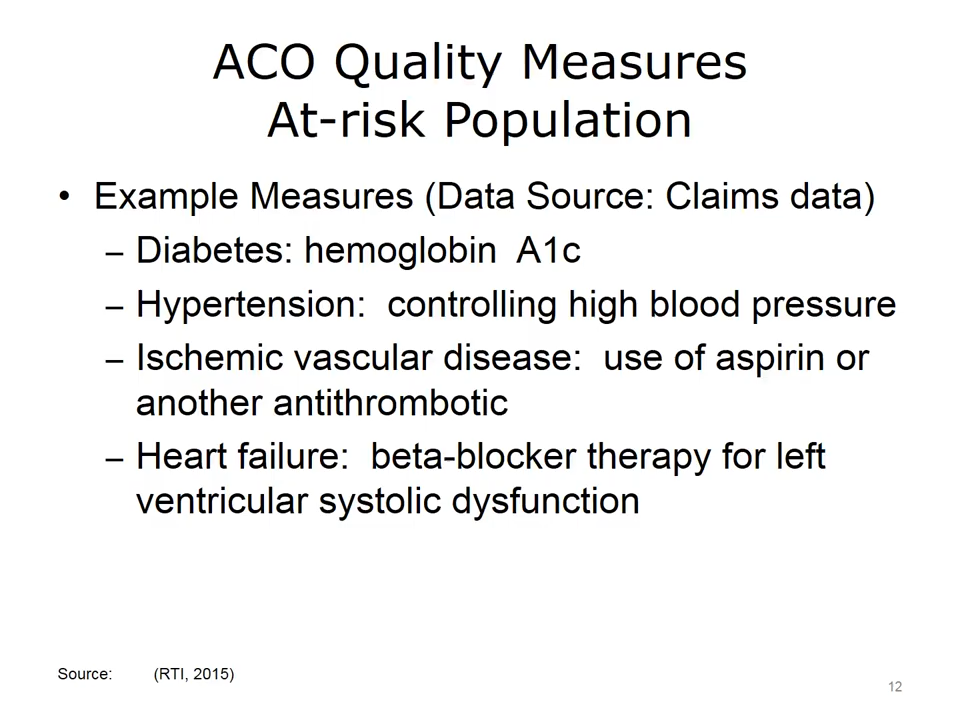 ACO Quality Measures
At-risk Population
• Example Measures (Data Source: Claims data)
– Diabetes: hemoglobin  A1c
– Hypertension:  controlling high blood pressure
– Ischemic vascular disease:  use of aspirin or
another antithrombotic
– Heart failure:  beta-blocker therapy for left
ventricular systolic dysfunction
Source: (RTI, 2015)
12